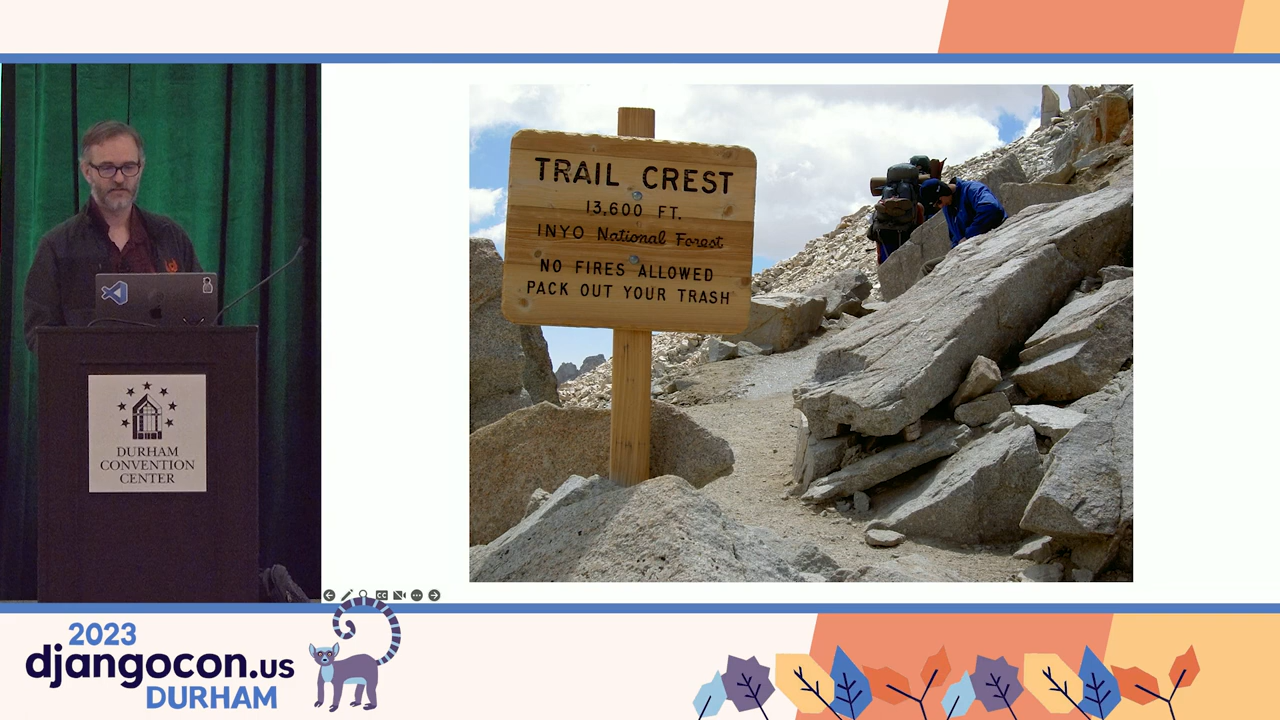 TRAIL CREST
13,600 FT.
INYO National Forest
NO FIRES ALLOWED
PACK OUT YOUR TRASH
DURHAM
CONVENTION
CENTER
2023
djangocon.us
DURHAM